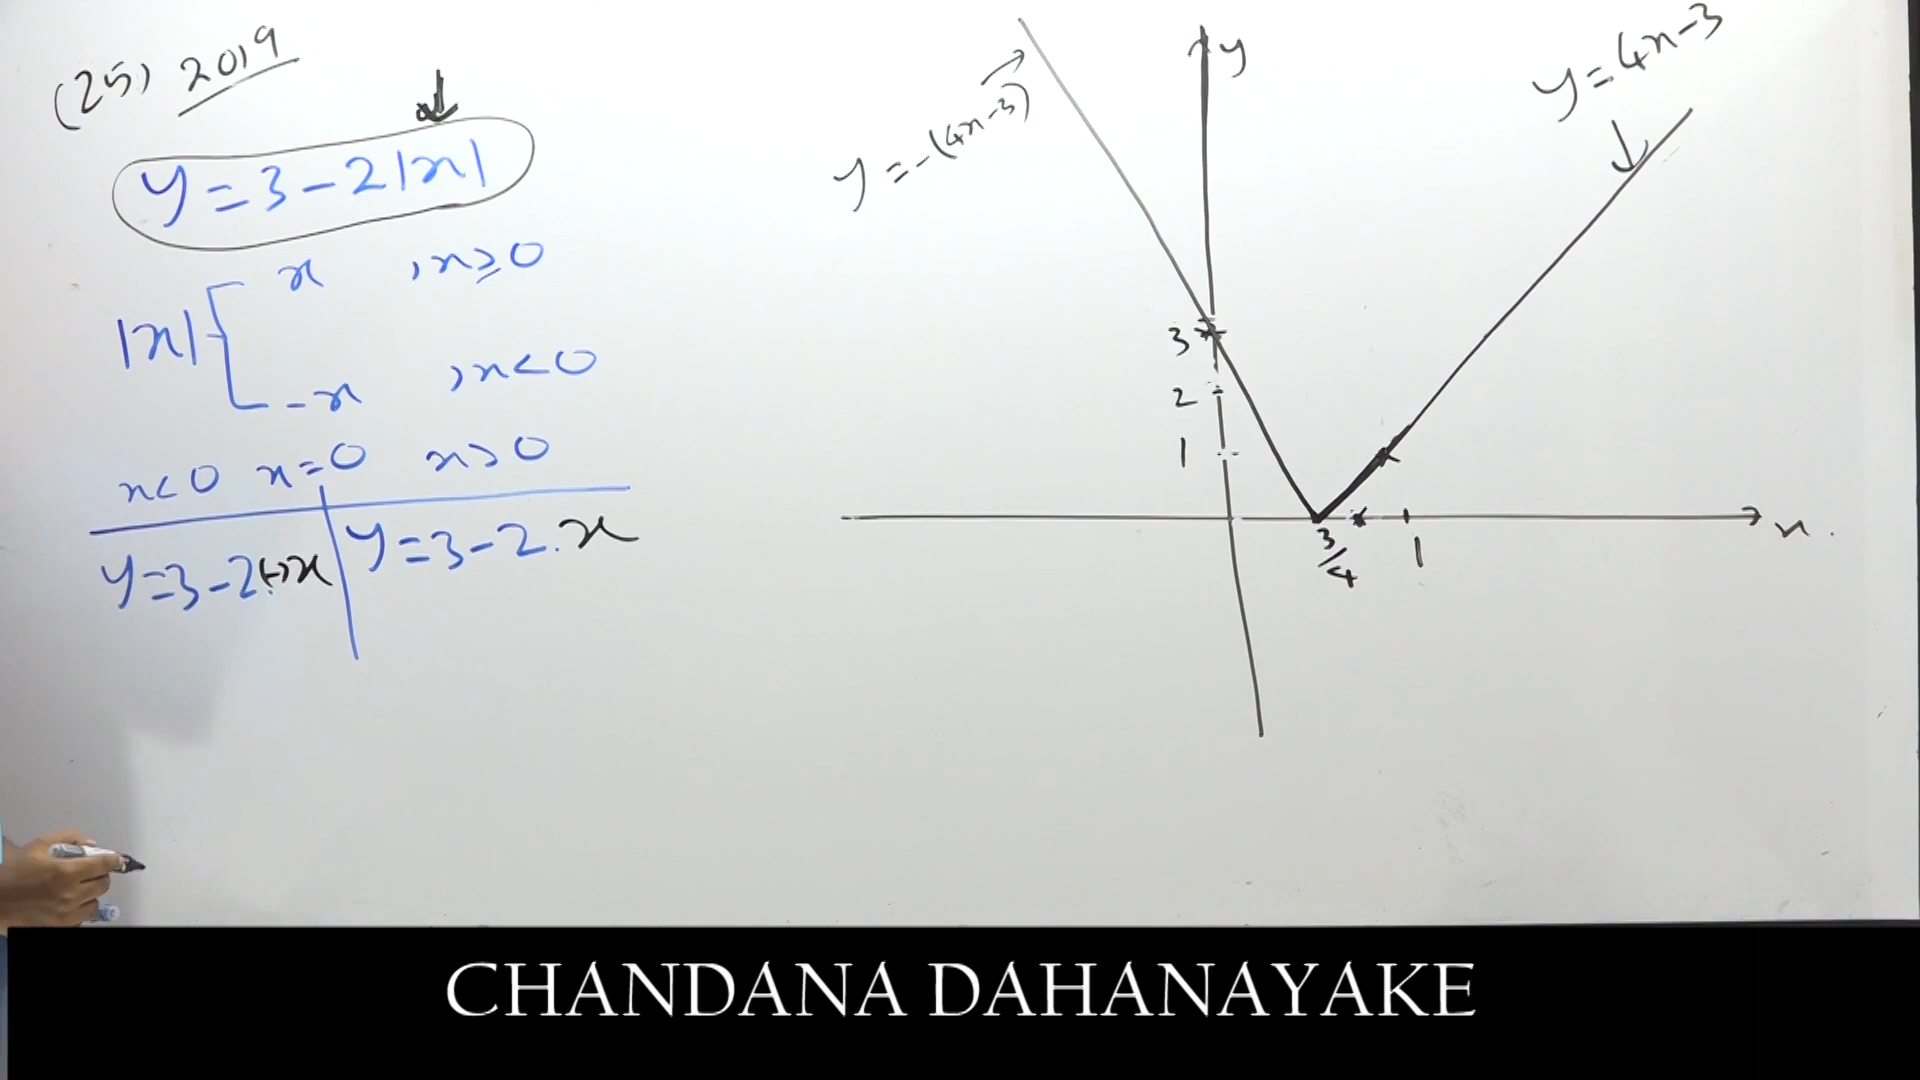 (25) 2019
y = 3 - 2|x|
|x| [ x , x ≥ 0
-x , x < 0
x < 0 x = 0 x > 0
y = 3 - 2(-)x y = 3 - 2.x
y = -(4x-3)
y
y = 4x-3
3
2
1
3/4
1
x.
CHANDANA DAHANAYAKE